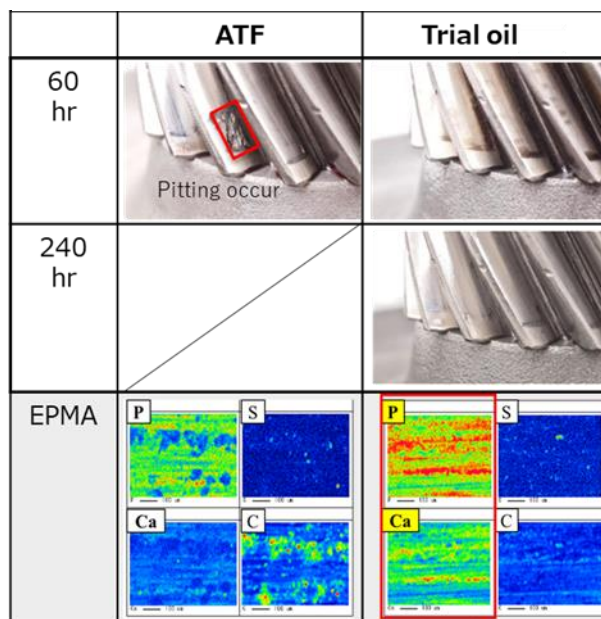 ATF
Trial oil
60
hr
Pitting occur
240
hr
EPMA
P
S
P
S
Ca
C
Ca
C